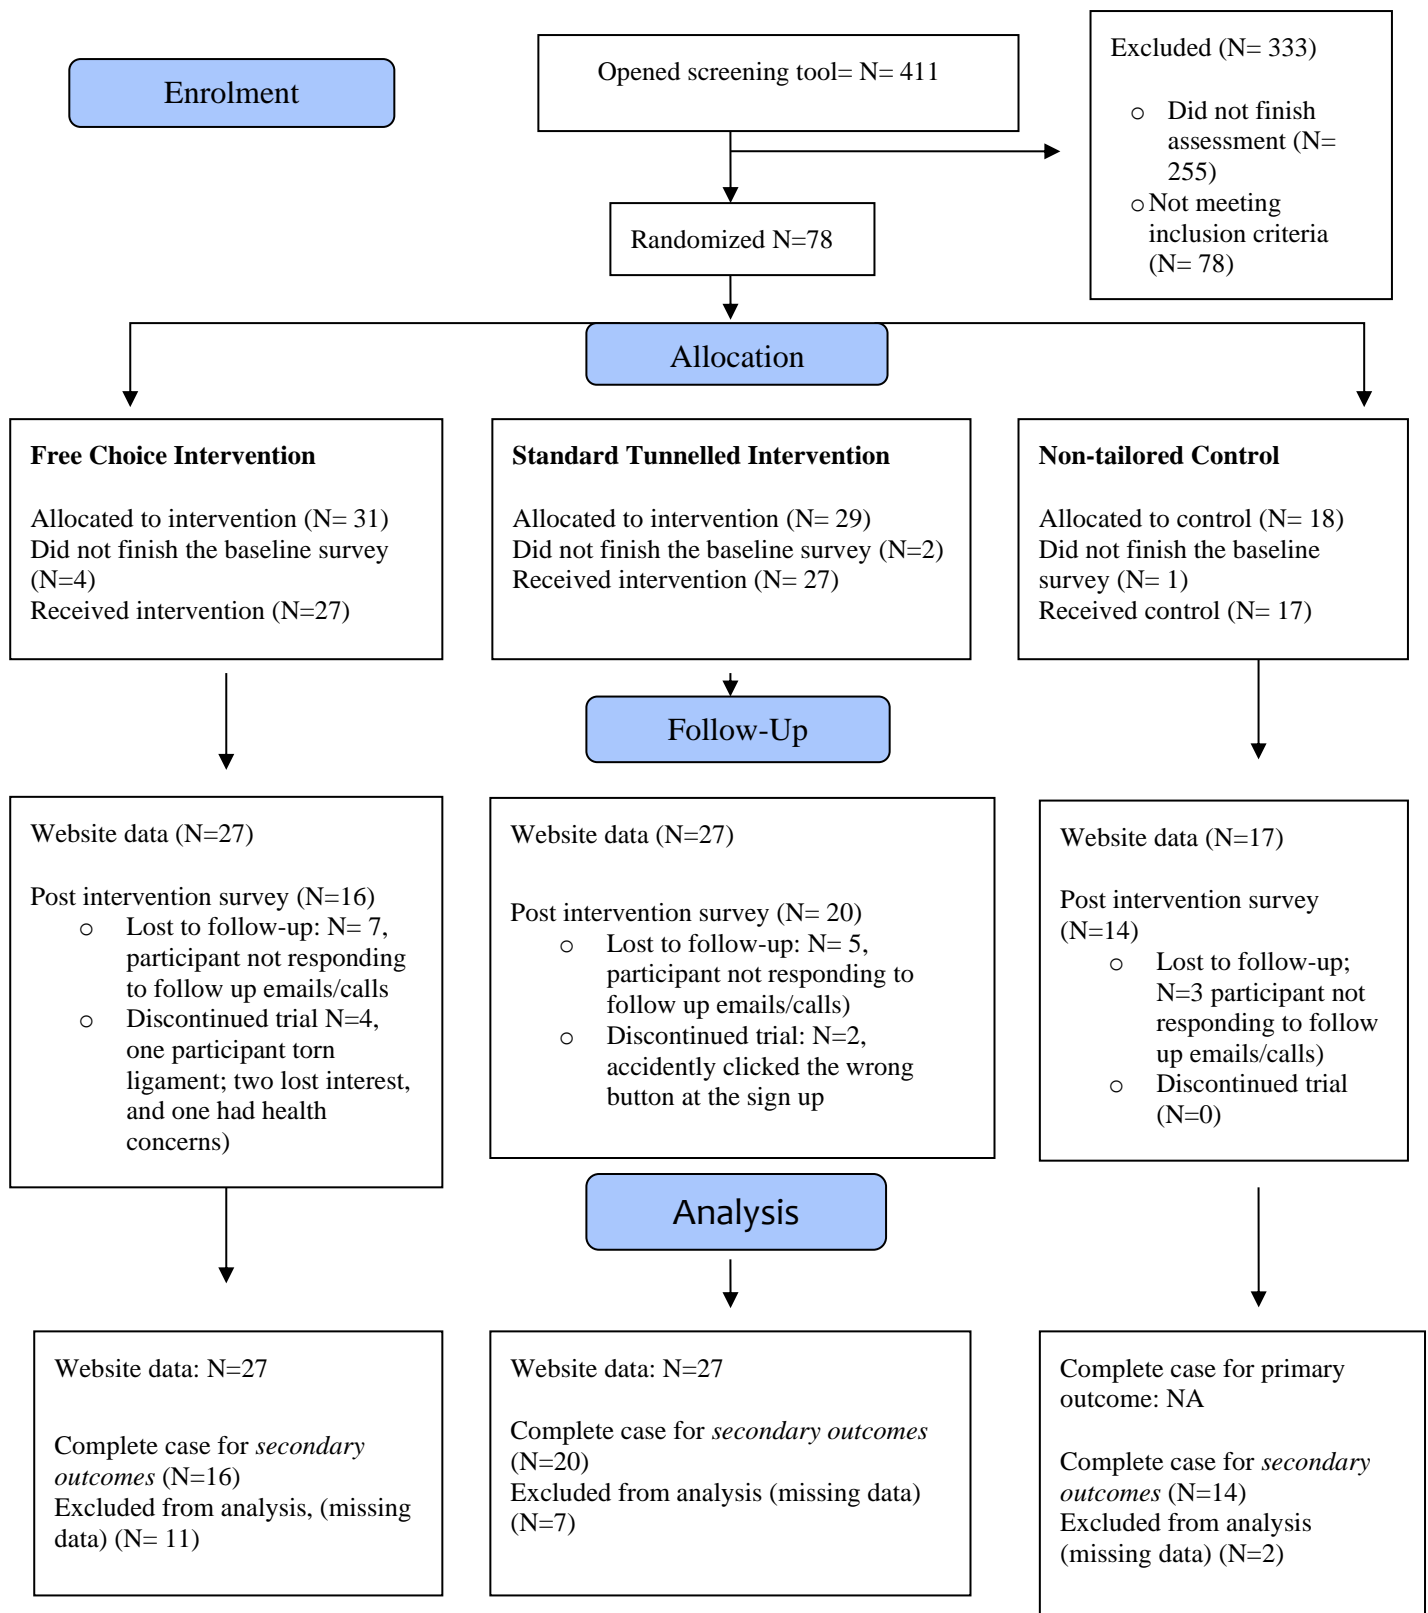 Enrolment
Opened screening tool= N= 411
Excluded (N= 333)
o Did not finish
assessment (N=
255)
o Not meeting
inclusion criteria
(N= 78)
Randomized N=78
Allocation
Free Choice Intervention
Allocated to intervention (N= 31)
Did not finish the baseline survey
(N=4)
Received intervention (N=27)
Standard Tunnelled Intervention
Allocated to intervention (N= 29)
Did not finish the baseline survey (N=2)
Received intervention (N= 27)
Non-tailored Control
Allocated to control (N= 18)
Did not finish the baseline
survey (N= 1)
Received control (N= 17)
Follow-Up
Website data (N=27)
Post intervention survey (N=16)
o Lost to follow-up: N= 7,
participant not responding
to follow up emails/calls
o Discontinued trial N=4,
one participant torn
ligament; two lost interest,
and one had health
concerns)
Website data (N=27)
Post intervention survey (N= 20)
o Lost to follow-up: N= 5,
participant not responding to
follow up emails/calls)
o Discontinued trial: N=2,
accidently clicked the wrong
button at the sign up
Website data (N=17)
Post intervention survey
(N=14)
o Lost to follow-up;
N=3 participant not
responding to follow
up emails/calls)
o Discontinued trial
(N=0)
Analysis
Website data: N=27
Complete case for secondary
outcomes (N=16)
Excluded from analysis, (missing
data) (N= 11)
Website data: N=27
Complete case for secondary outcomes
(N=20)
Excluded from analysis (missing data)
(N=7)
Complete case for primary
outcome: NA
Complete case for secondary
outcomes (N=14)
Excluded from analysis
(missing data) (N=2)